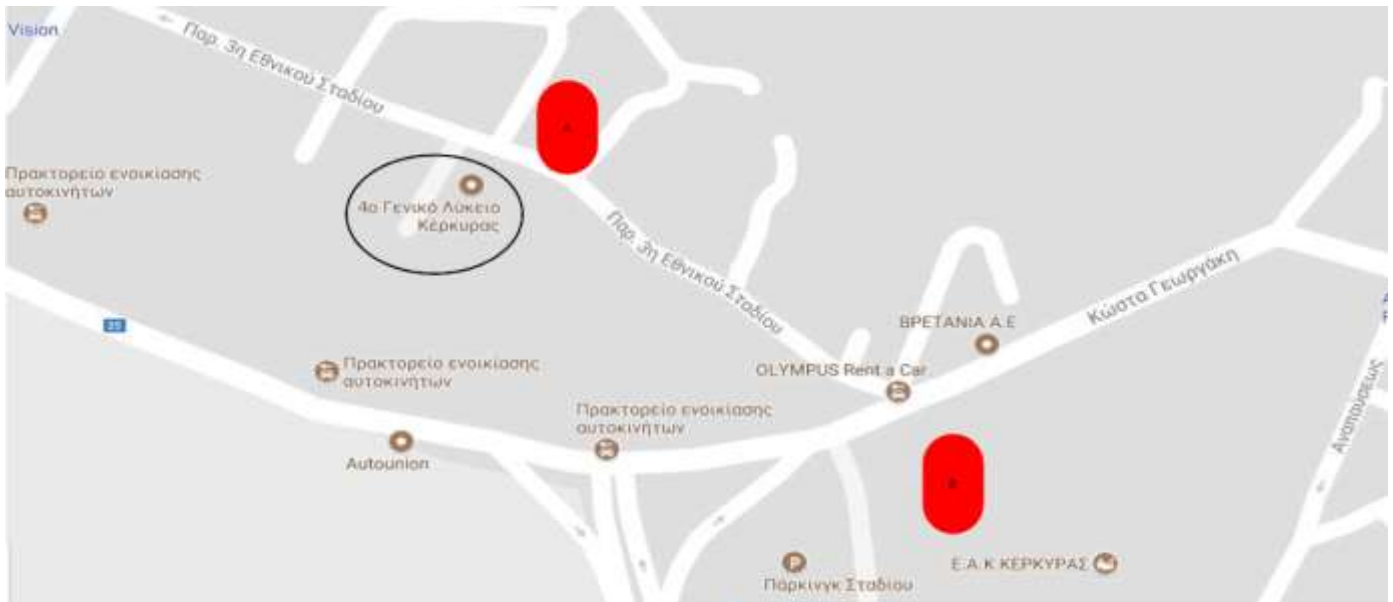 Vision
Παρ. 3η Εθνικού Σταδίου
Πρακτορείο ενοικίασης
αυτοκινήτων
4ο Γενικό Λύκειο
Κέρκυρας
Παρ. 3η Εθνικού Σταδίου
Κώστα Γεωργάκη
ΒΡΕΤΑΝΙΑ Α.Ε
Πρακτορείο ενοικίασης
αυτοκινήτων
OLYMPUS Rent a Car
Αναπαύσεως
Πρακτορείο ενοικίασης
αυτοκινήτων
Autounion
P
Πάρκινγκ Σταδίου
Ε.Α.Κ ΚΕΡΚΥΡΑΣ